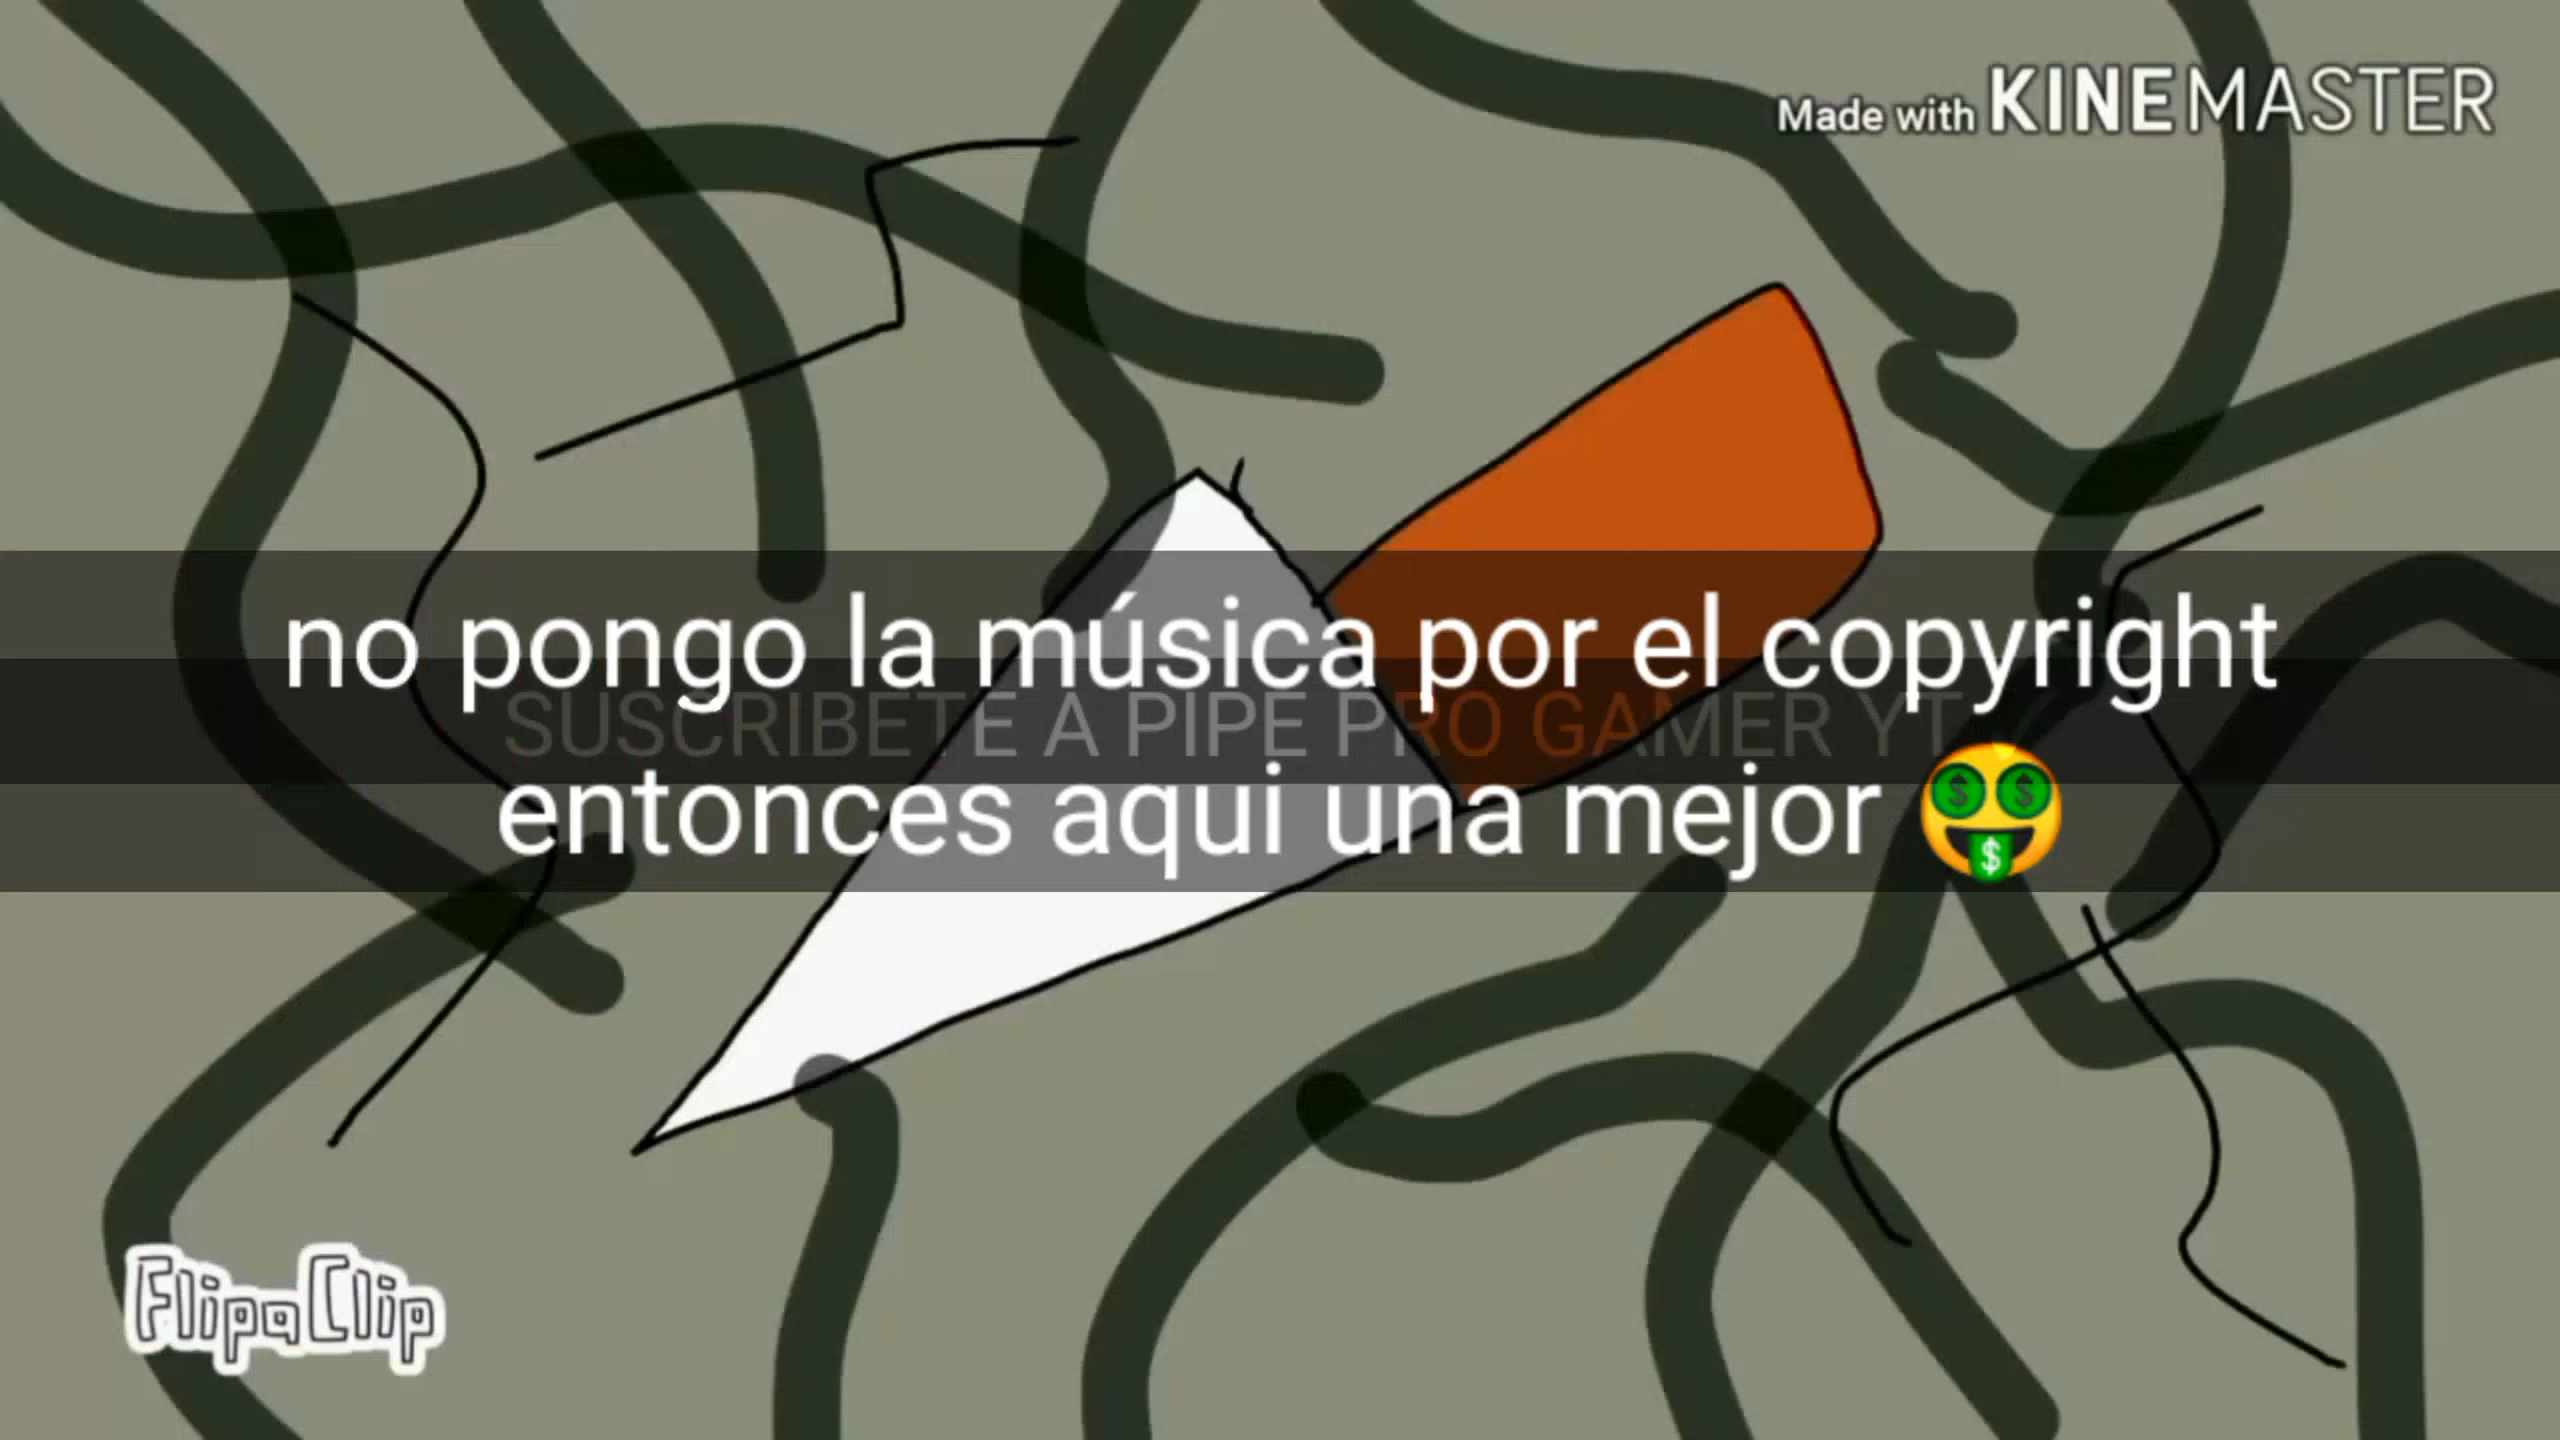 Made with KINEMASTER
no pongo la música por el copyright
SUSCRIBETE A PIPE PRO GAMER YT
entonces aqui una mejor 🤑
FlipaClip